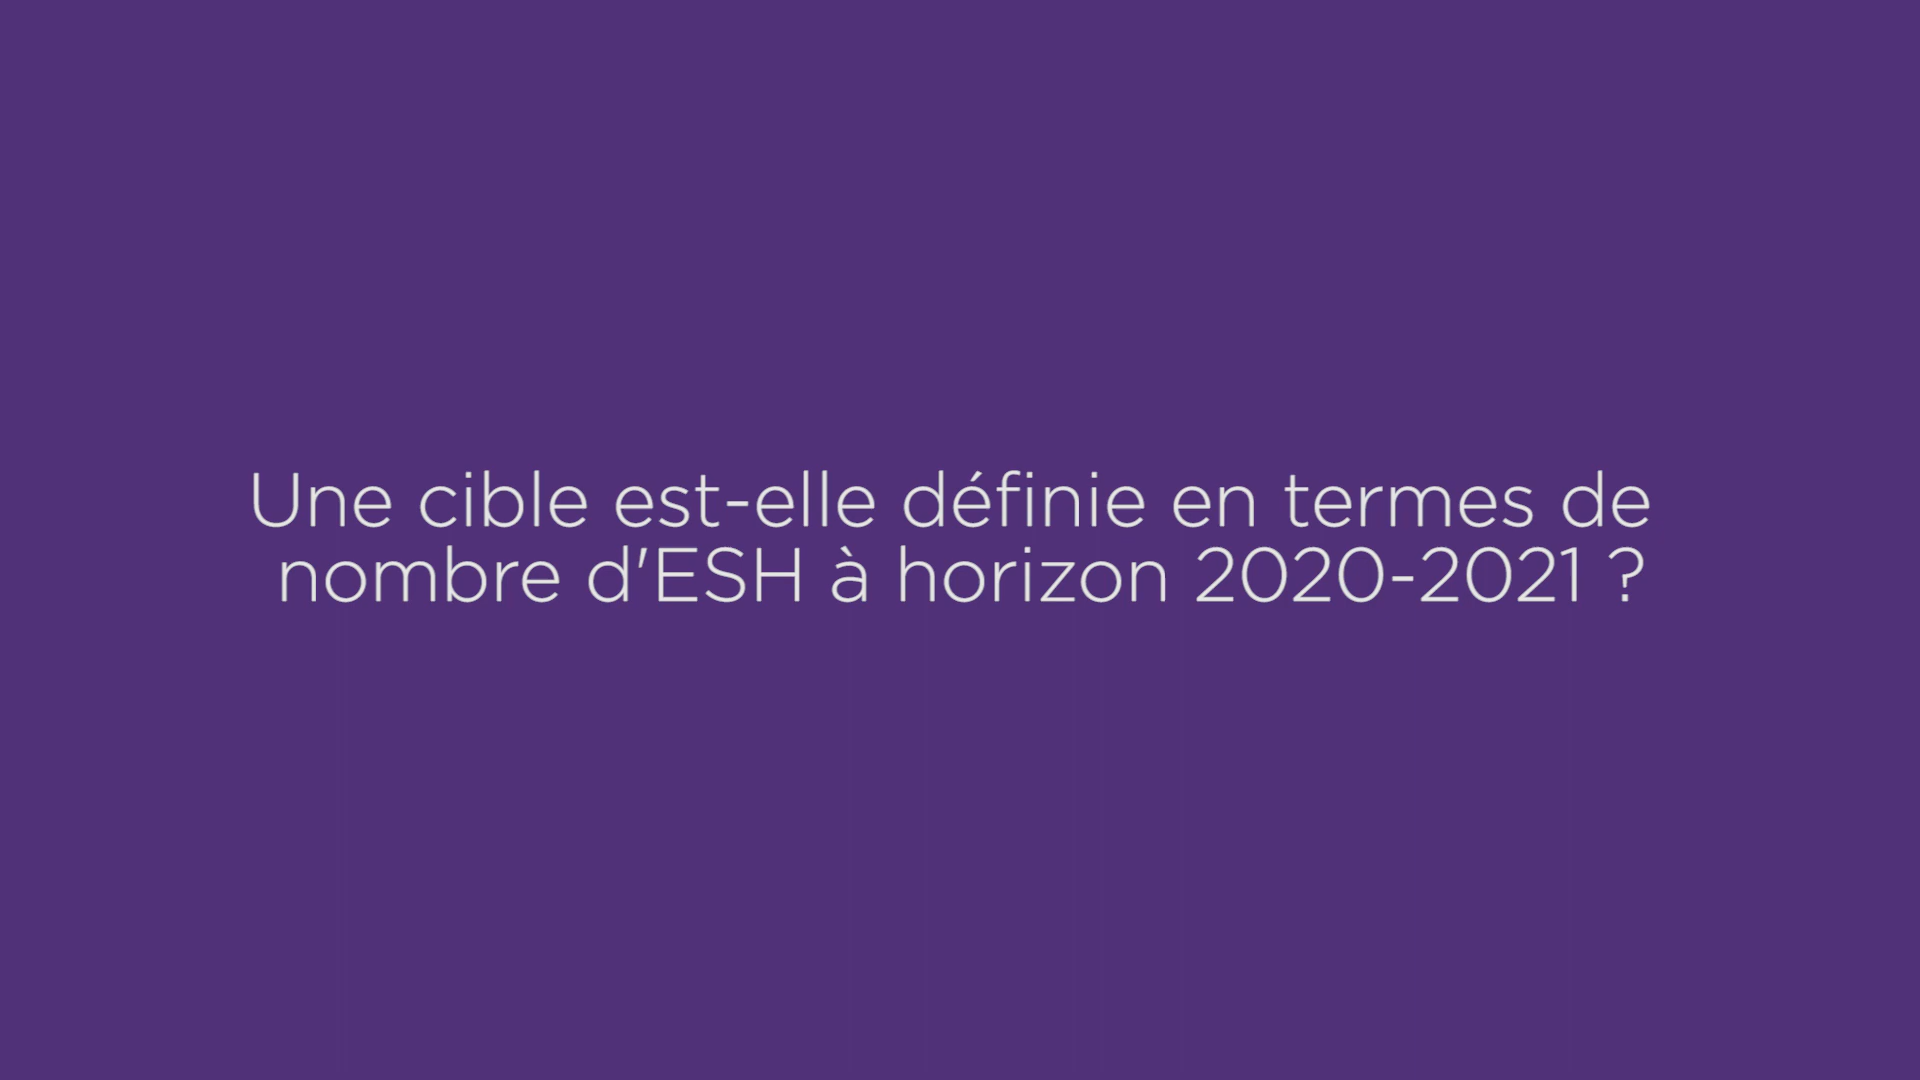 Une cible est-elle définie en termes de
nombre d'ESH à horizon 2020-2021 ?